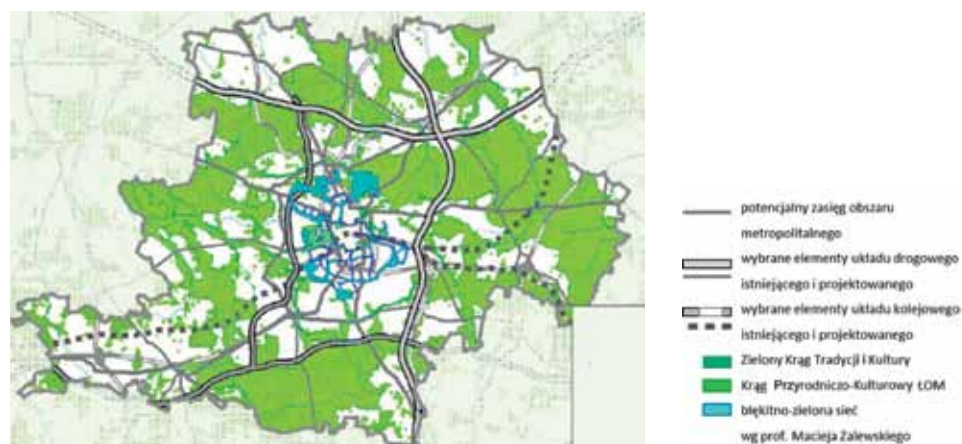 potencjalny zasięg obszaru
metropolitalnego
wybrane elementy układu drogowego
istniejącego i projektowanego
wybrane elementy układu kolejowego
istniejącego i projektowanego
Zielony Krąg Tradycji i Kultury
Krąg Przyrodniczo-Kulturowy ŁOM
błękitno-zielona sieć
wg prof. Macieja Zalewskiego